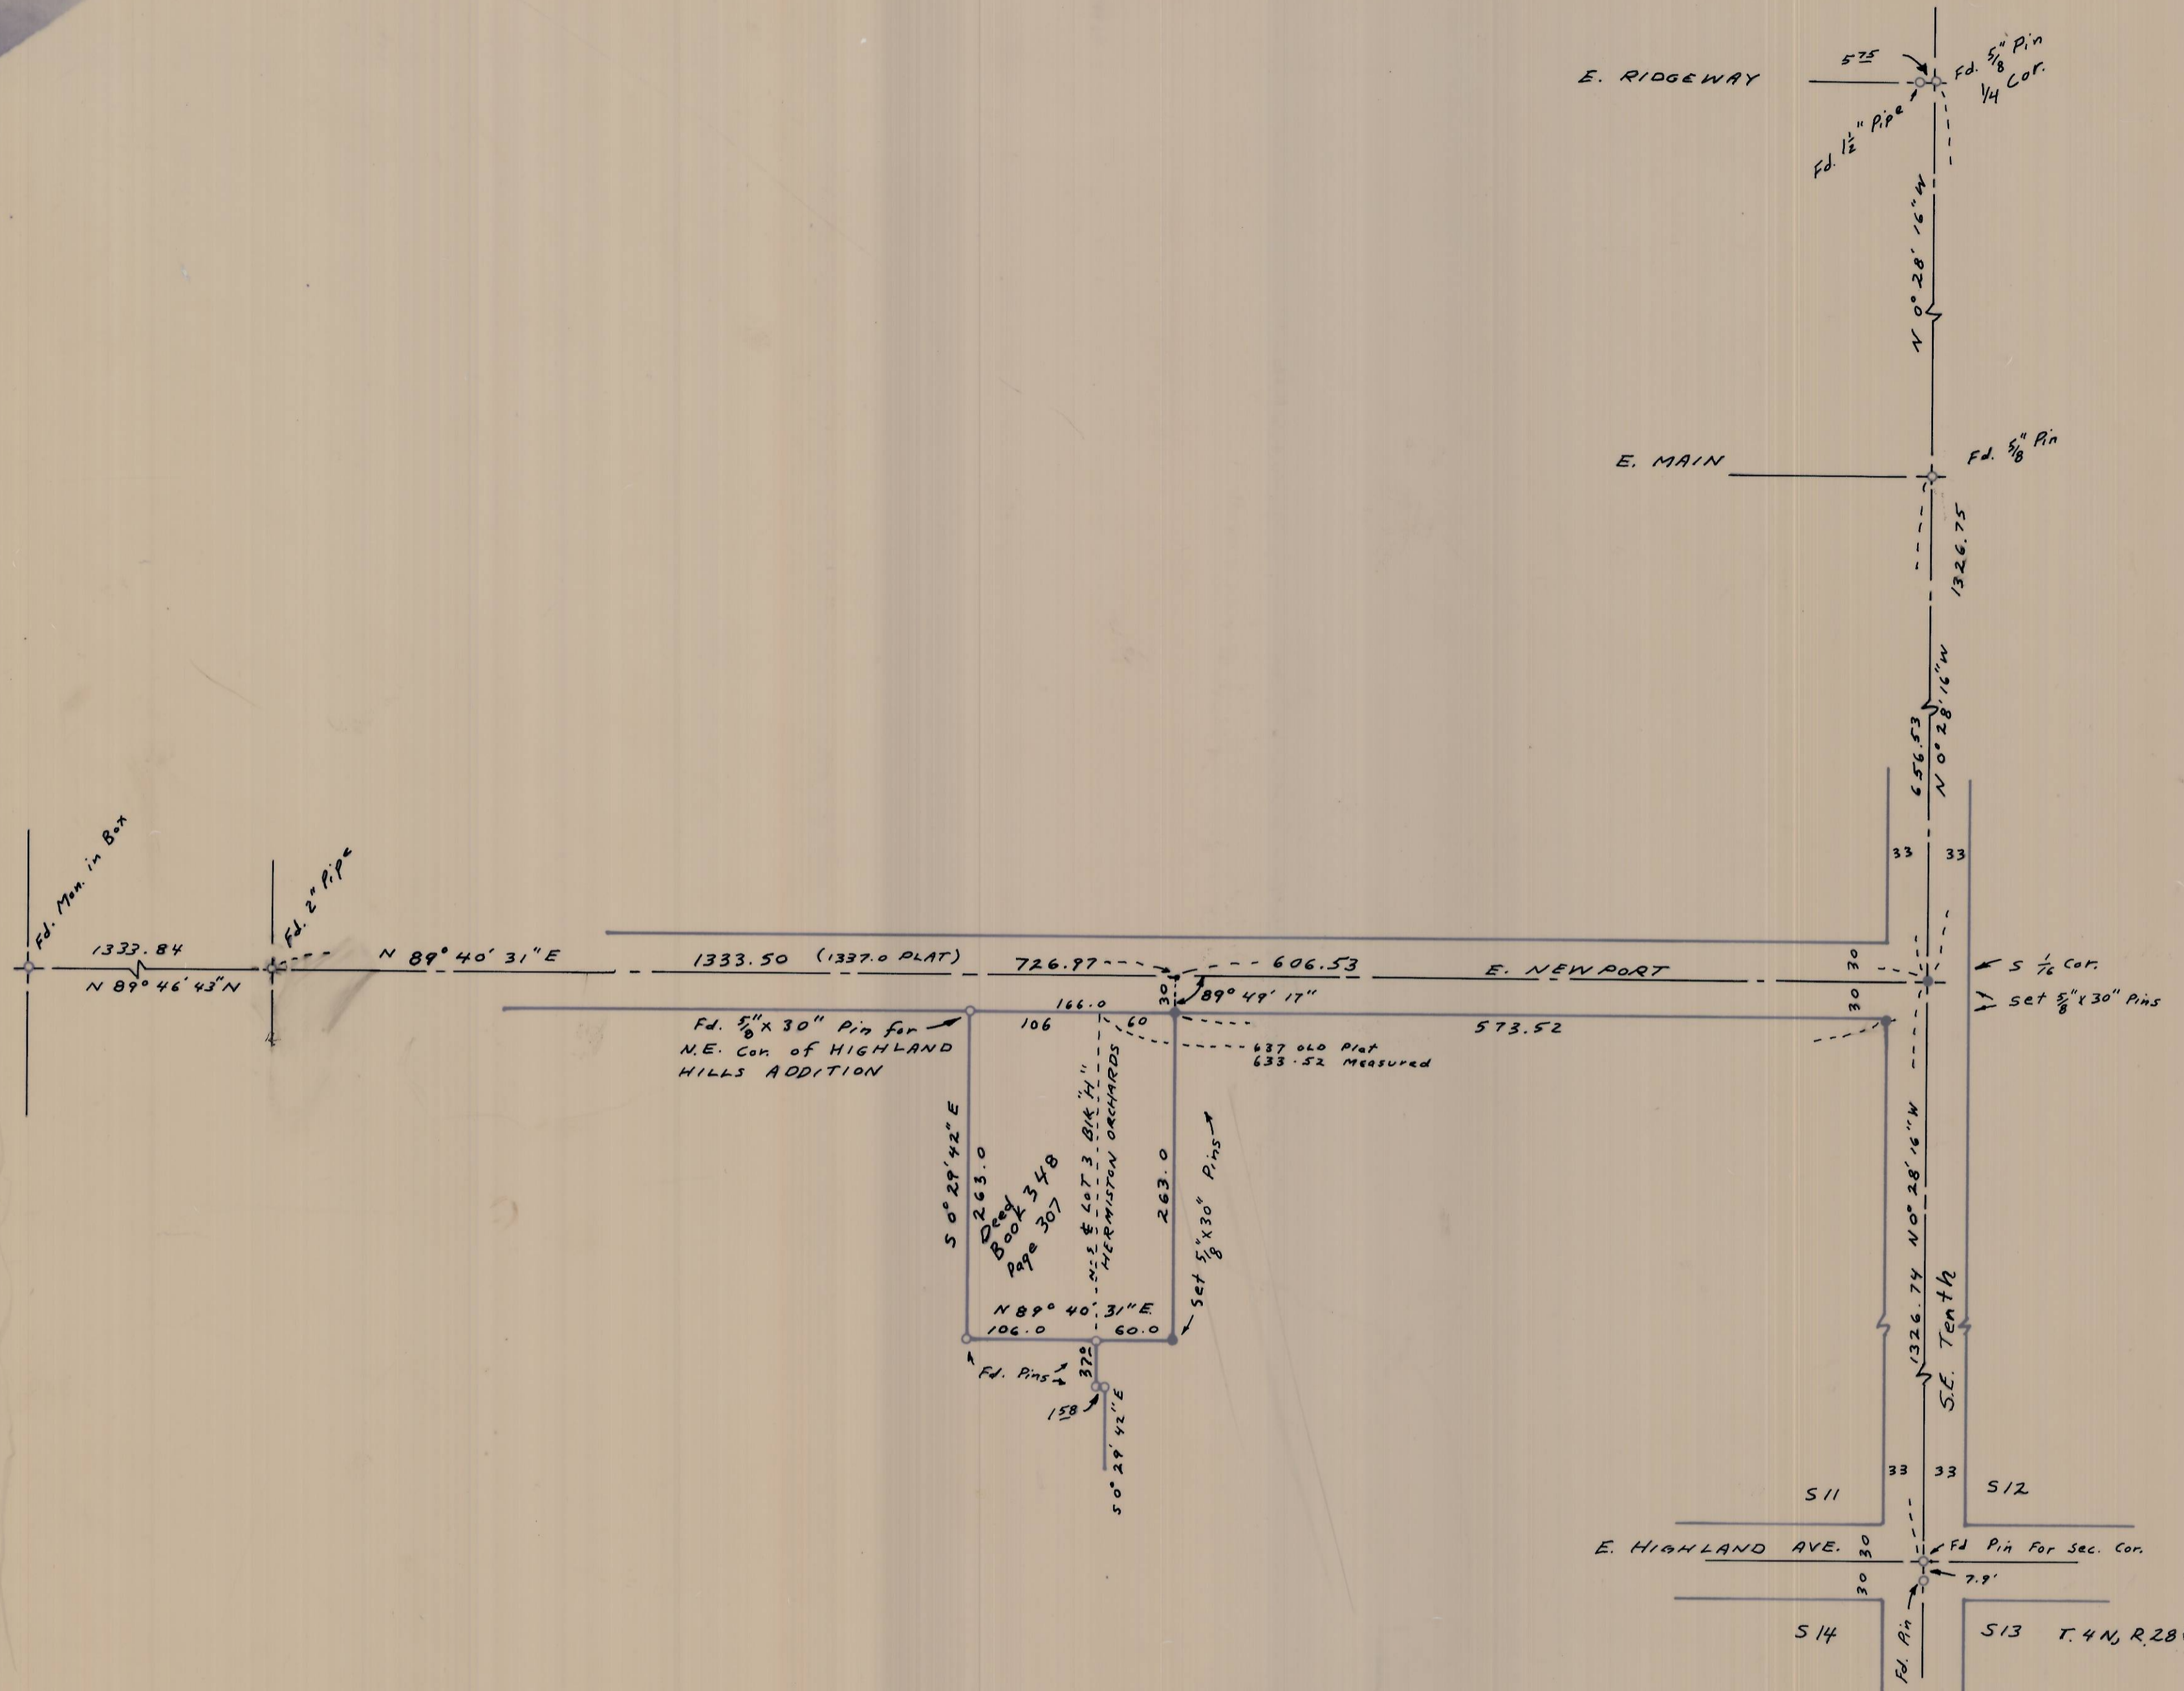 5 75
Fd. 5/8" Pin
1/4 Cor.
E. RIDGEWAY
Fd. 1 1/2" Pipe
N 0° 28' 16" W
E. MAIN
Fd. 5/8" Pin
1326.75
656.53
N 0° 28' 16" W
33
33
Fd. Mon. in Box
1333.84
N 89° 46' 43" N
Fd. 2" Pipe
N 89° 40' 31" E
1333.50 (1337.0 PLAT)
726.97
606.53
E. NEWPORT
30
30
S 1/16 Cor.
Set 5/8" x 30" Pins
30
89° 49' 17"
166.0
106
60
573.52
Fd. 5/8" x 30" Pin for
N.E. Cor. of HIGHLAND
HILLS ADDITION
637 OLD Plat
633.52 Measured
S 0° 29' 42" E
263.0
Deed
Book 348
Page 307
N-S ℄ LOT 3 BlK "H"
HERMISTON ORCHARDS
263.0
Set 5/8" x 30" Pins
N 89° 40' 31" E.
106.0
60.0
Fd. Pins
37 0
1 58
S 0° 29' 42" E
1326.74 N 0° 28' 16" W
S.E. Tenth
33
33
S 11
S 12
E. HIGHLAND AVE.
30
30
Fd Pin For Sec. Cor.
7.9'
Fd. Pin
S 14
S 13
T. 4 N, R. 28